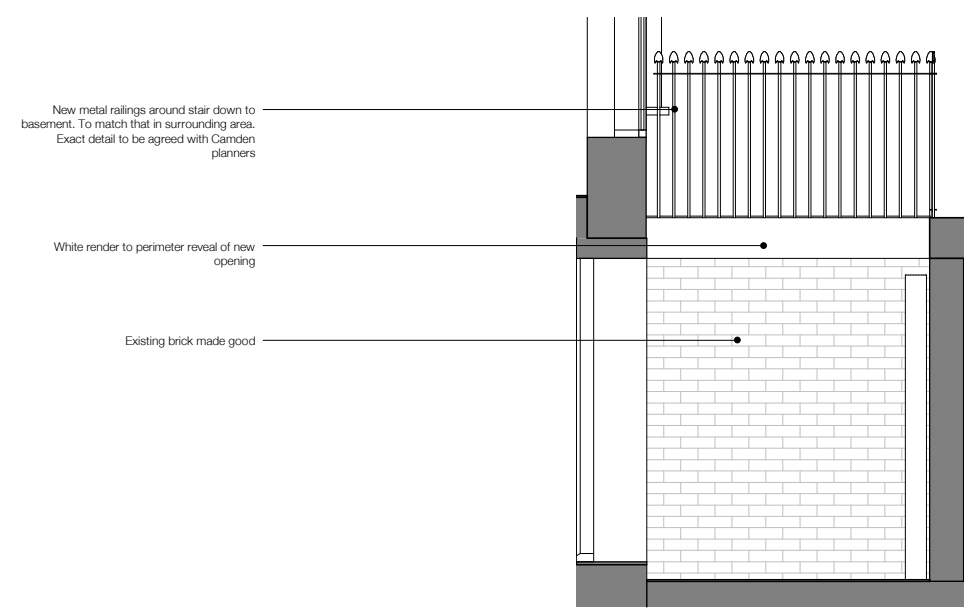 New metal railings around stair down to
basement. To match that in surrounding area.
Exact detail to be agreed with Camden
planners
White render to perimeter reveal of new
opening
Existing brick made good